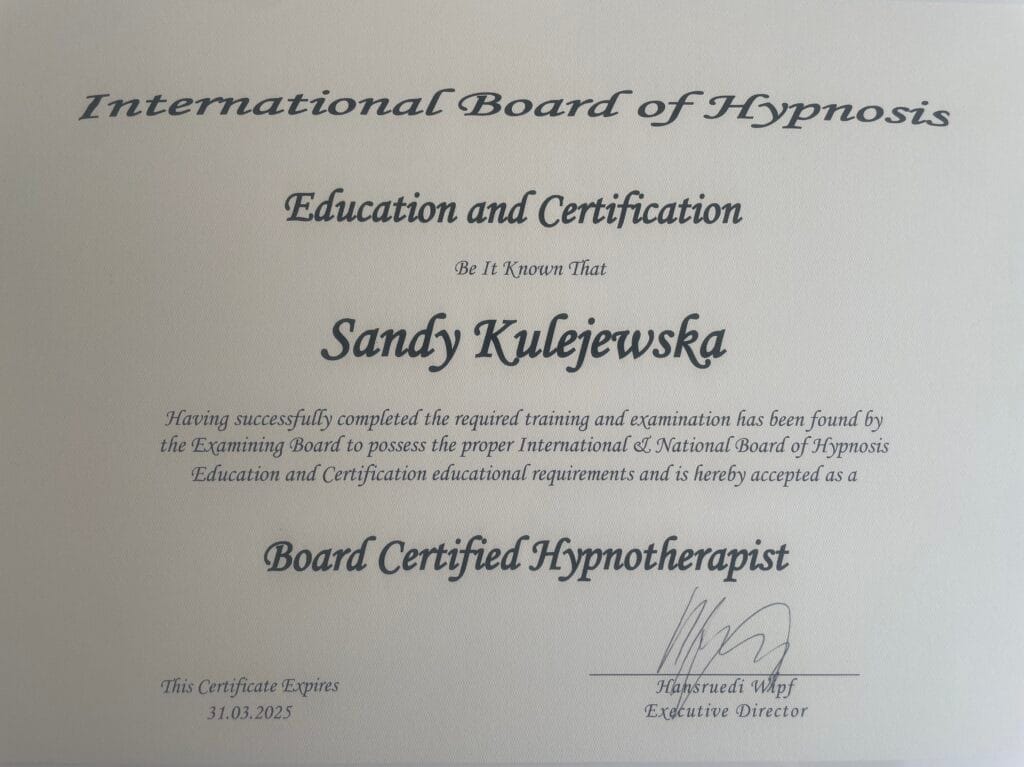 International Board of Hypnosis
Education and Certification
Be It Known That
Sandy Kulejewska
Having successfully completed the required training and examination has been found by
the Examining Board to possess the proper International & National Board of Hypnosis
Education and Certification educational requirements and is hereby accepted as a
Board Certified Hypnotherapist
This Certificate Expires
31.03.2025
Hansruedi Wipf
Executive Director